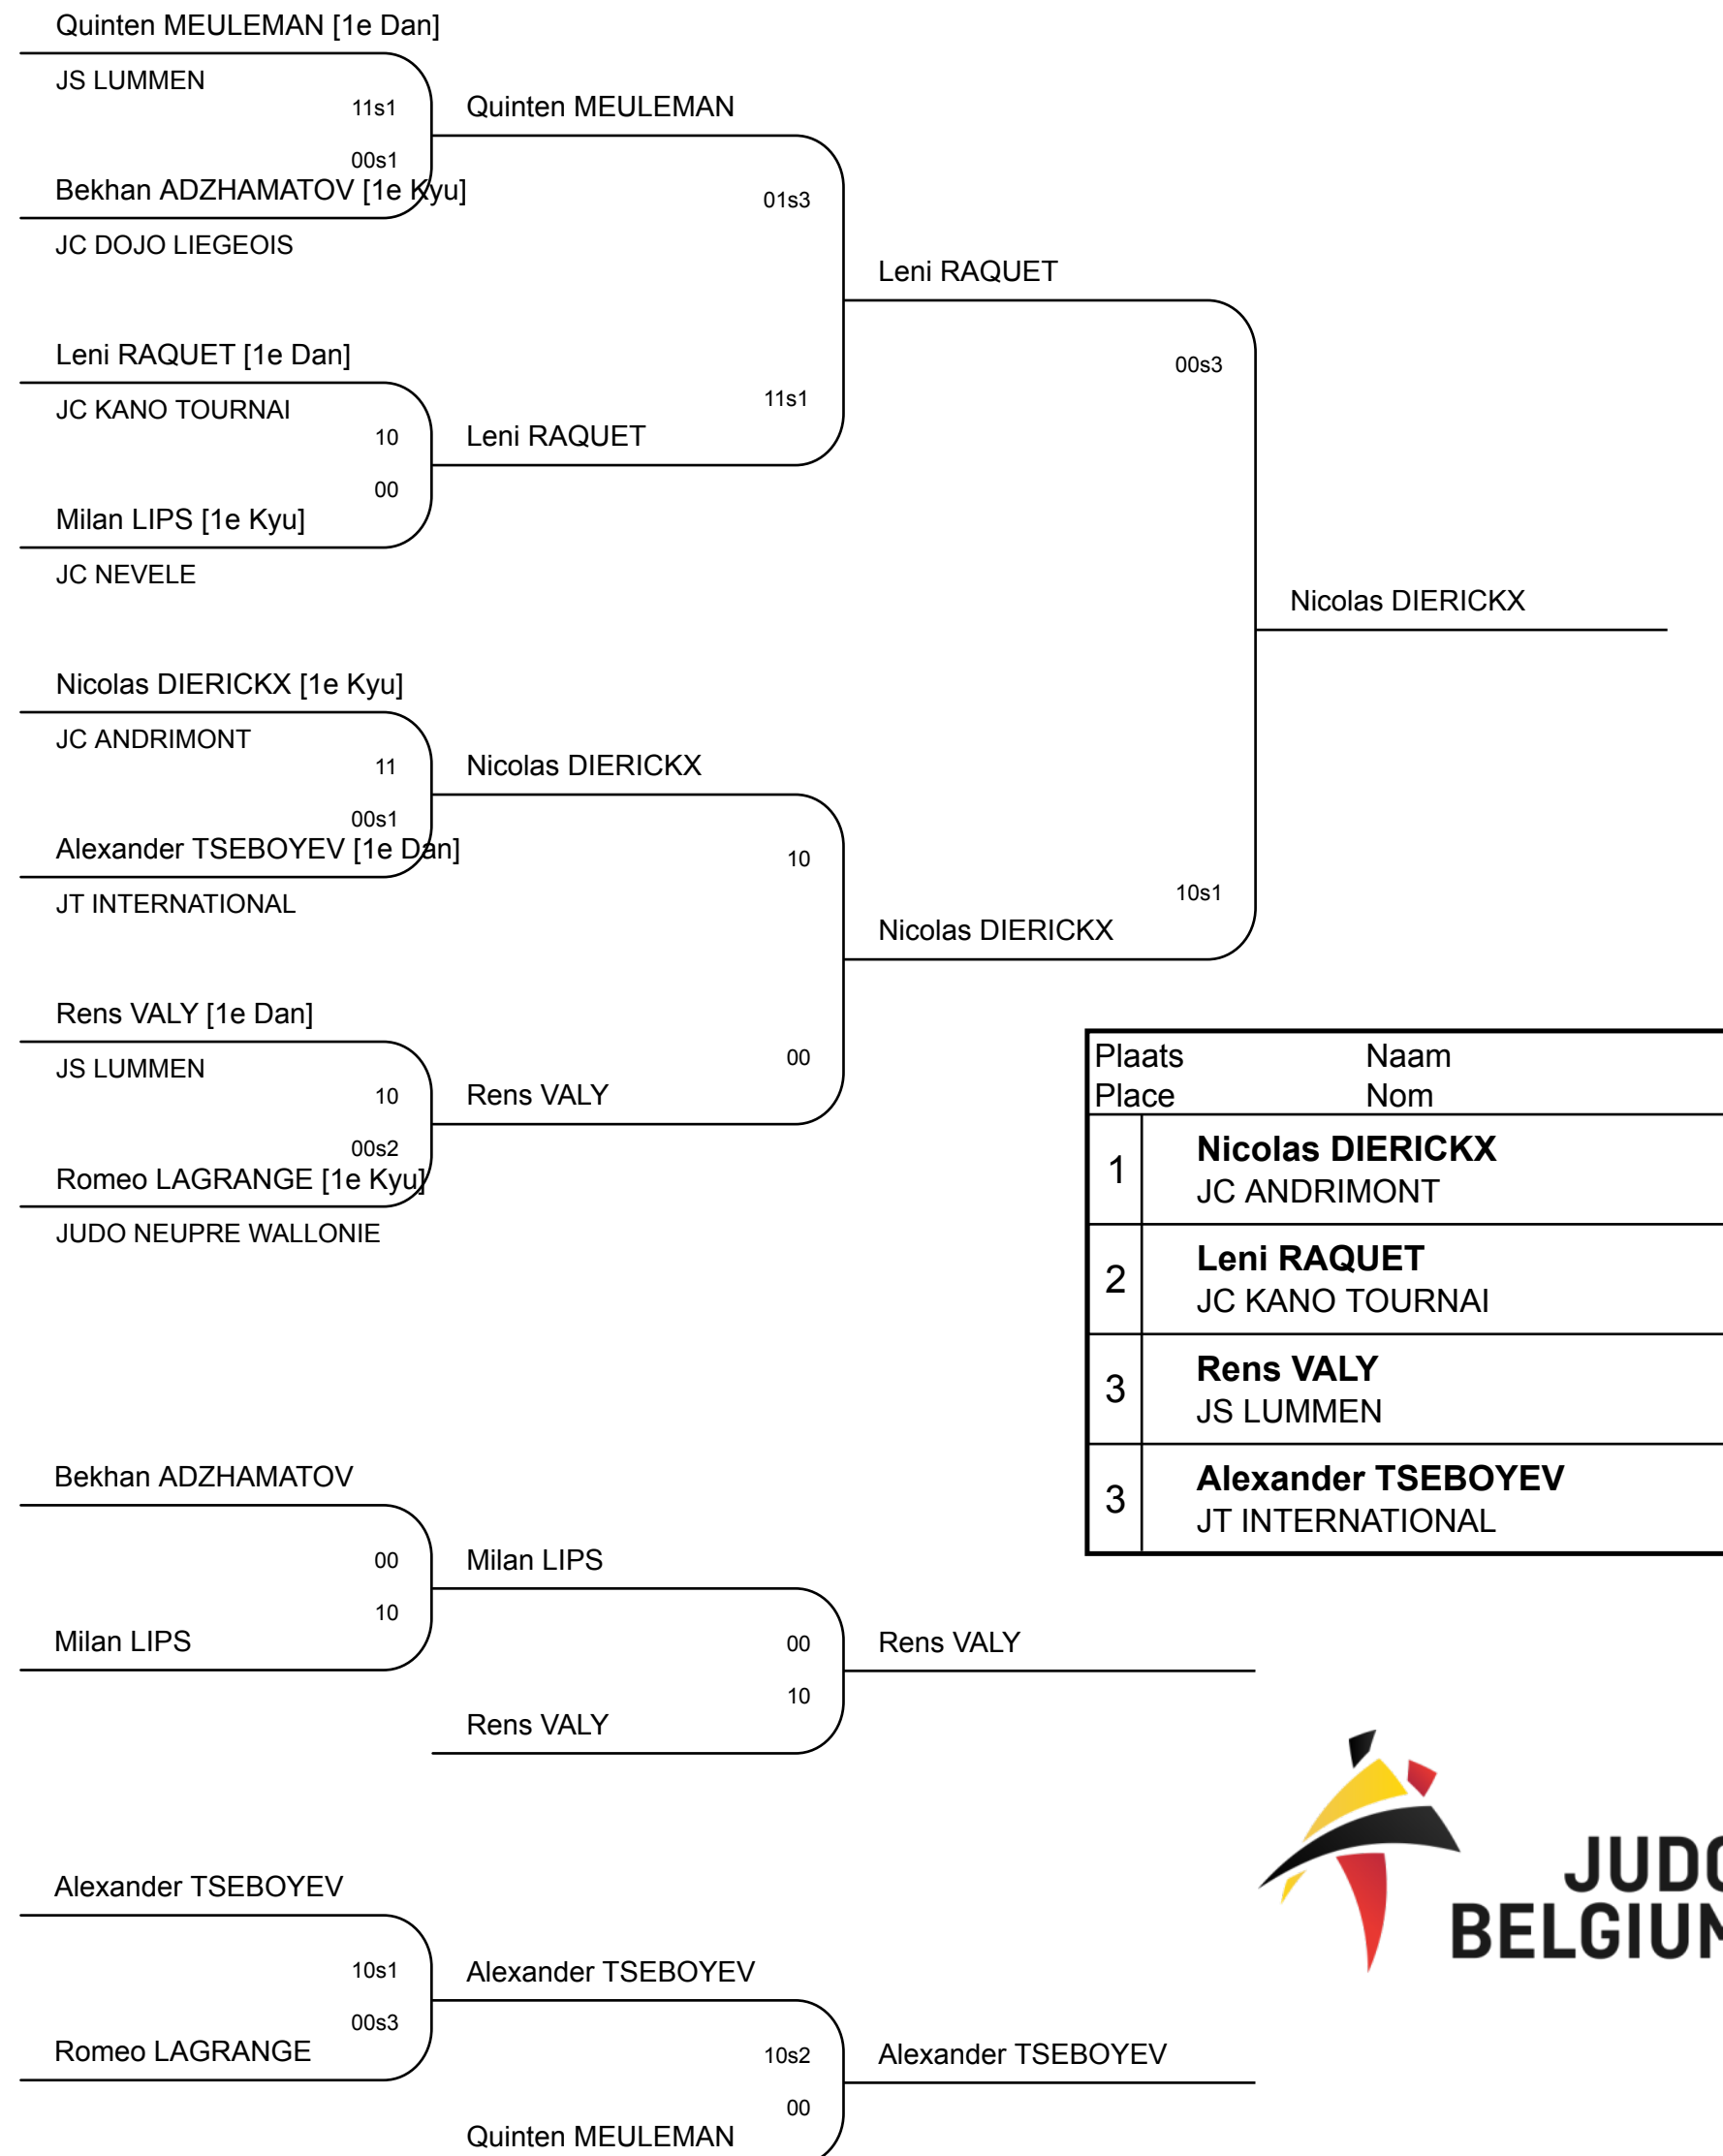 Quinten MEULEMAN [1e Dan]
JS LUMMEN
11s1
Quinten MEULEMAN
00s1
Bekhan ADZHAMATOV [1e Kyu]
01s3
JC DOJO LIEGEOIS
Leni RAQUET
Leni RAQUET [1e Dan]
00s3
JC KANO TOURNAI
11s1
10
Leni RAQUET
00
Milan LIPS [1e Kyu]
JC NEVELE
Nicolas DIERICKX
Nicolas DIERICKX [1e Kyu]
JC ANDRIMONT
11
Nicolas DIERICKX
00s1
Alexander TSEBOYEV [1e Dan]
10
JT INTERNATIONAL
10s1
Nicolas DIERICKX
Rens VALY [1e Dan]
JS LUMMEN
00
10
Rens VALY
00s2
Romeo LAGRANGE [1e Kyu]
JUDO NEUPRE WALLONIE
Plaats Naam
Place Nom
1 Nicolas DIERICKX
JC ANDRIMONT
2 Leni RAQUET
JC KANO TOURNAI
3 Rens VALY
JS LUMMEN
3 Alexander TSEBOYEV
JT INTERNATIONAL
Bekhan ADZHAMATOV
00
Milan LIPS
10
Milan LIPS
00
Rens VALY
10
Rens VALY
Alexander TSEBOYEV
10s1
Alexander TSEBOYEV
00s3
Romeo LAGRANGE
10s2
Alexander TSEBOYEV
00
Quinten MEULEMAN
JUDO
BELGIUM